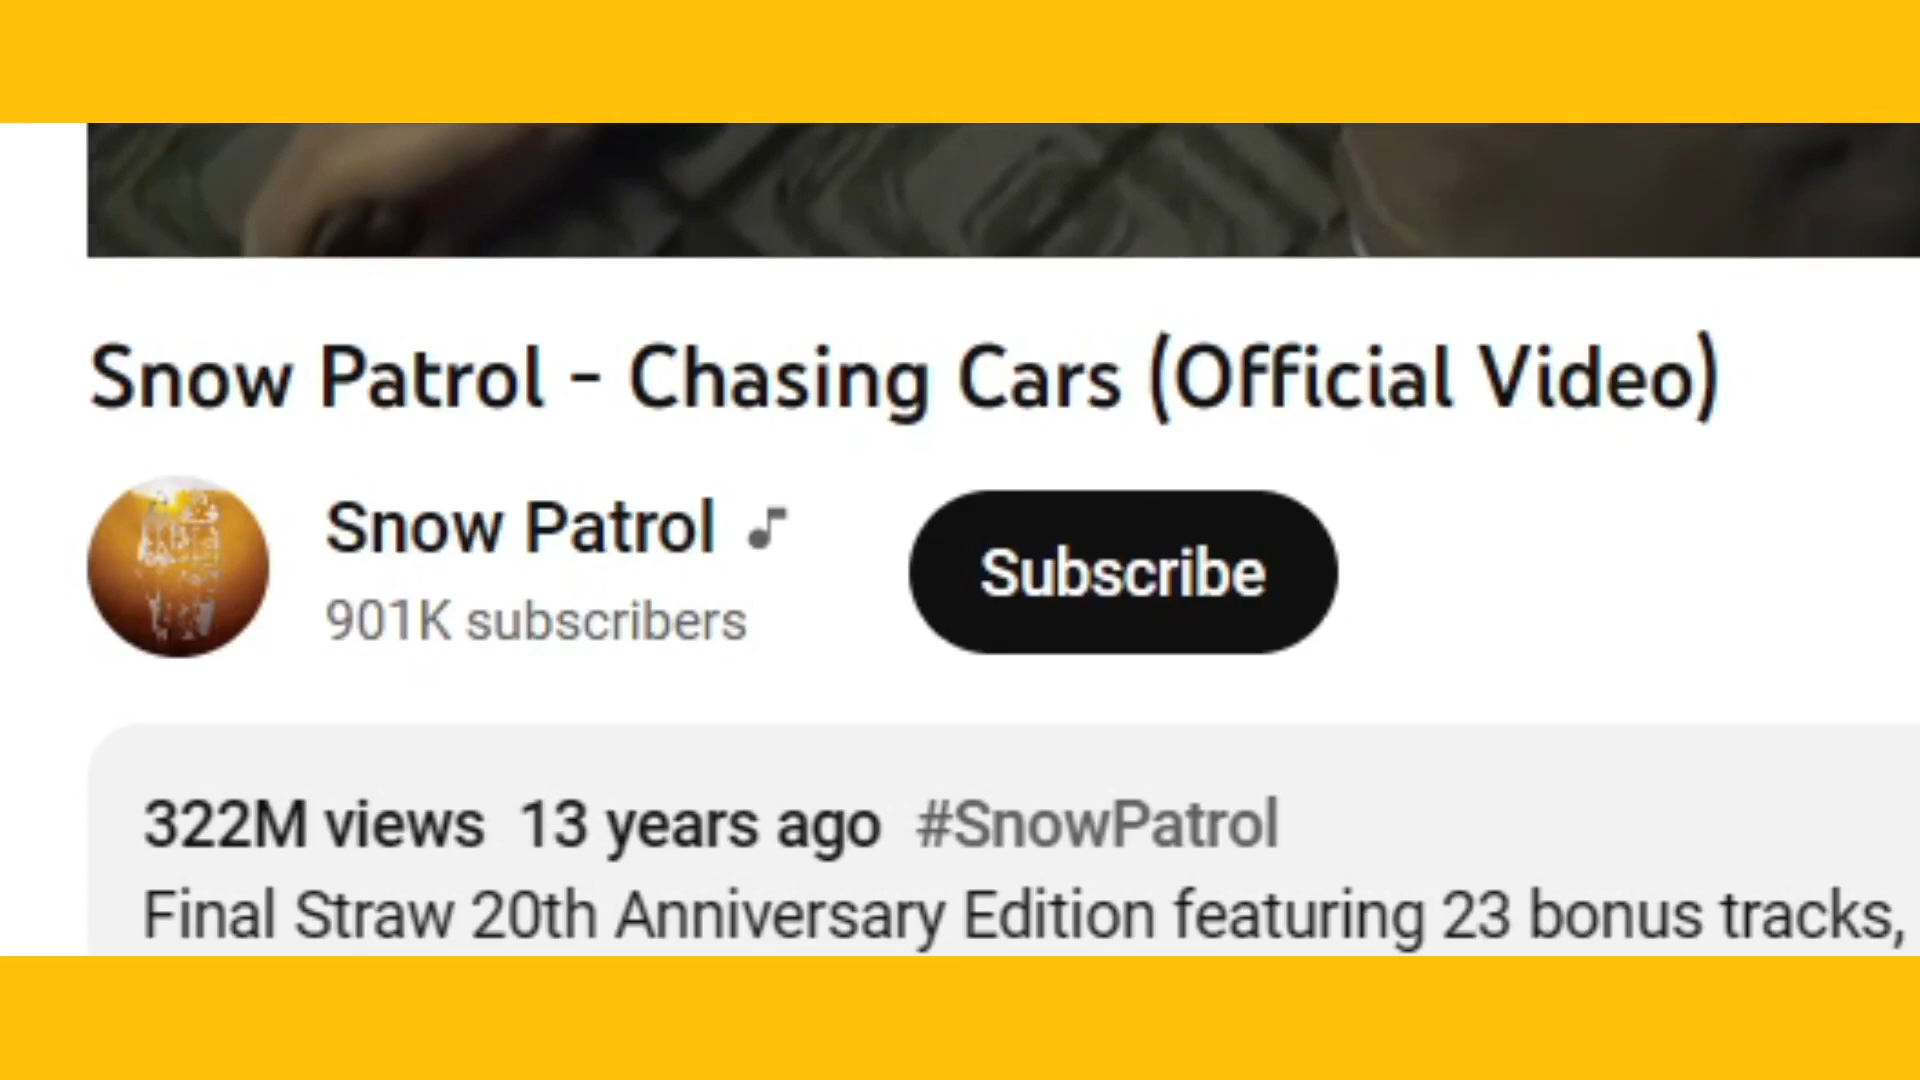 Snow Patrol - Chasing Cars (Official Video)
Snow Patrol
Subscribe
901K subscribers
322M views 13 years ago #SnowPatrol
Final Straw 20th Anniversary Edition featuring 23 bonus tracks,